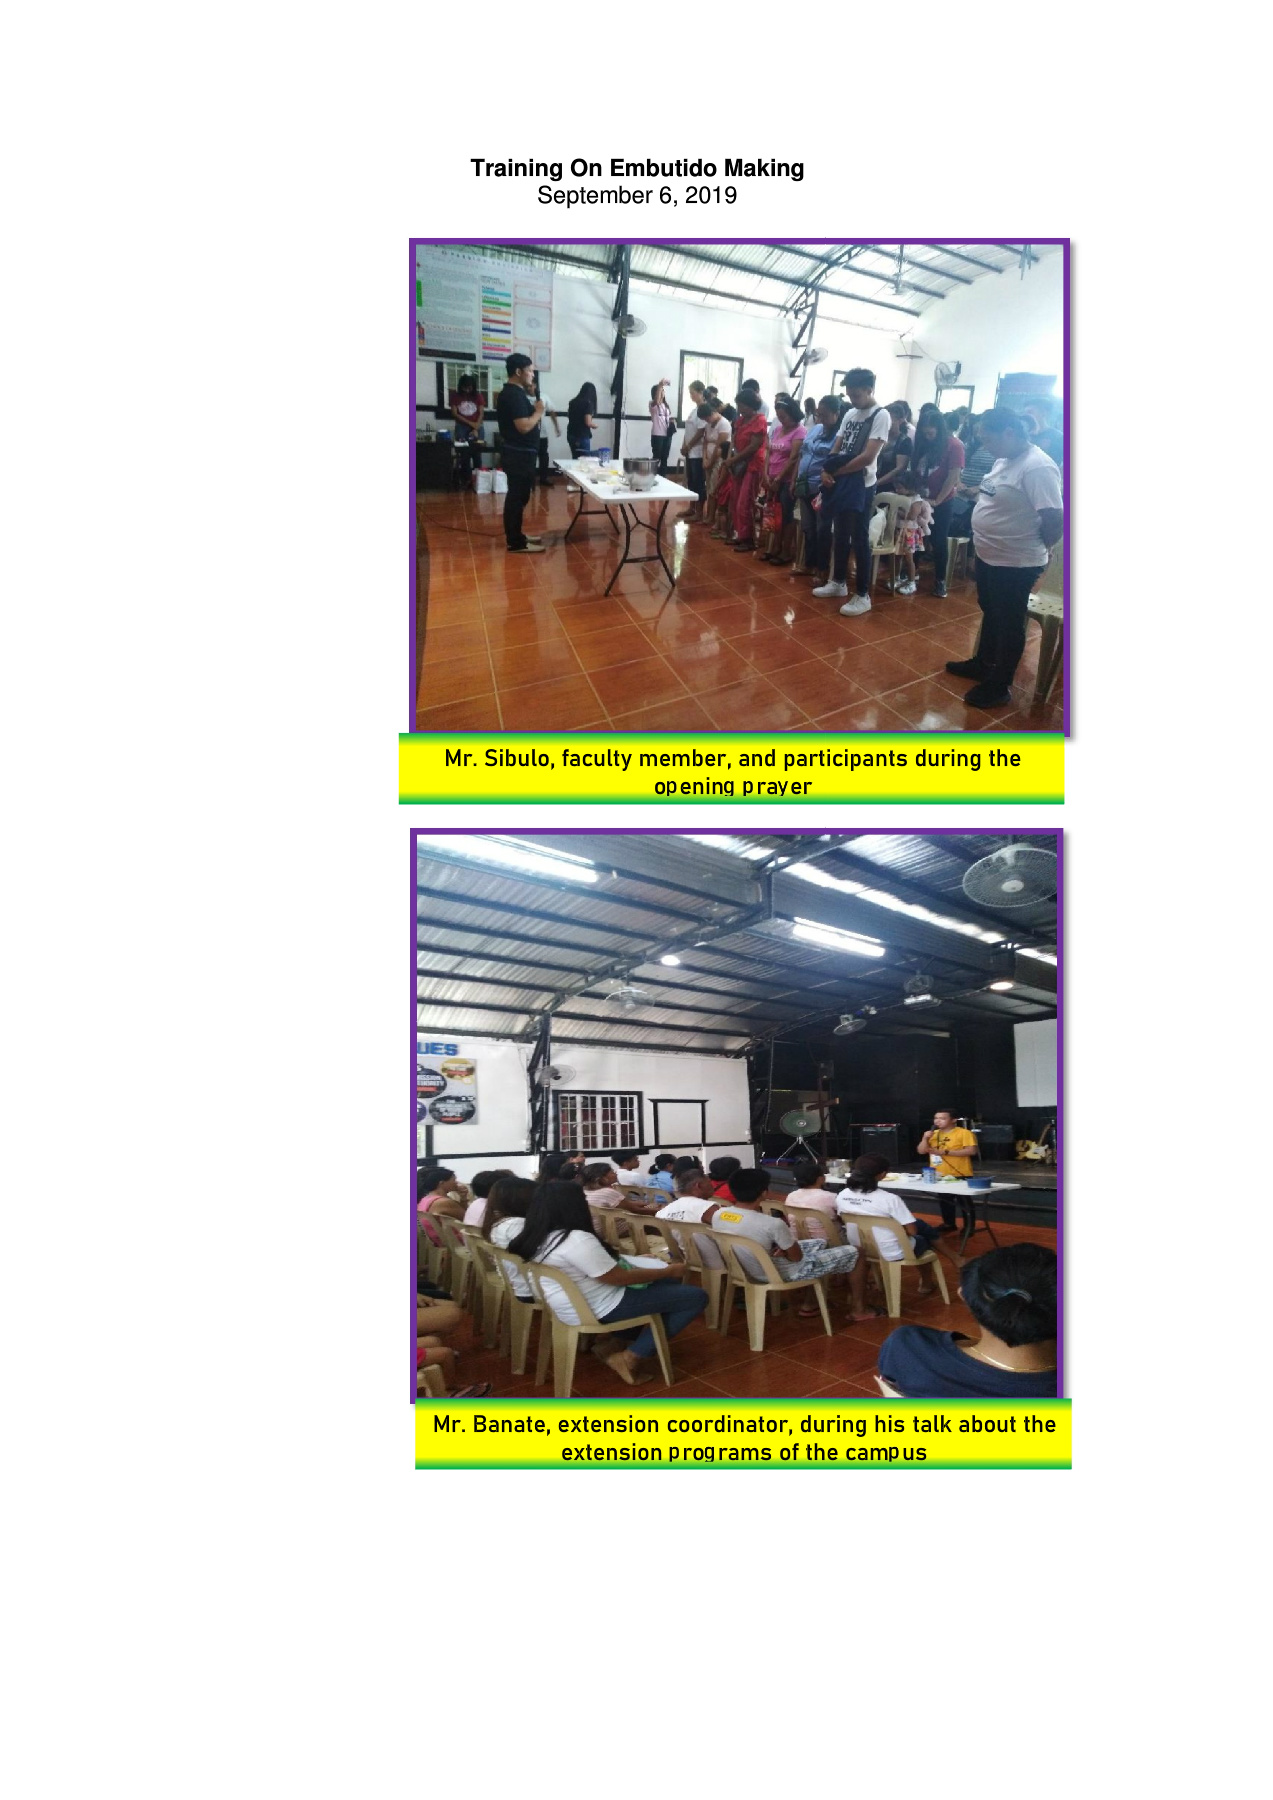 Training On Embutido Making
September 6, 2019
Mr. Sibulo, faculty member, and participants during the
opening prayer
UES
Mr. Banate, extension coordinator, during his talk about the
extension programs of the campus